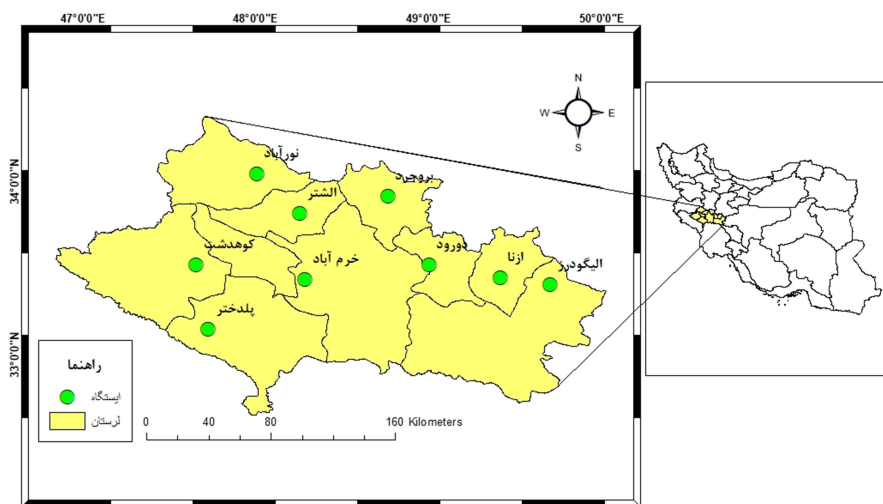 47°0'0"E 48°0'0"E 49°0'0"E 50°0'0"E
N
W E
S
34°0'0"N
33°0'0"N
نورآباد
بروجرد
الشتر
کوهدشت
خرم آباد
دورود
ازنا
الیگودرز
پلدختر
راهنما
ایستگاه
لرستان
0 40 80 160 Kilometers